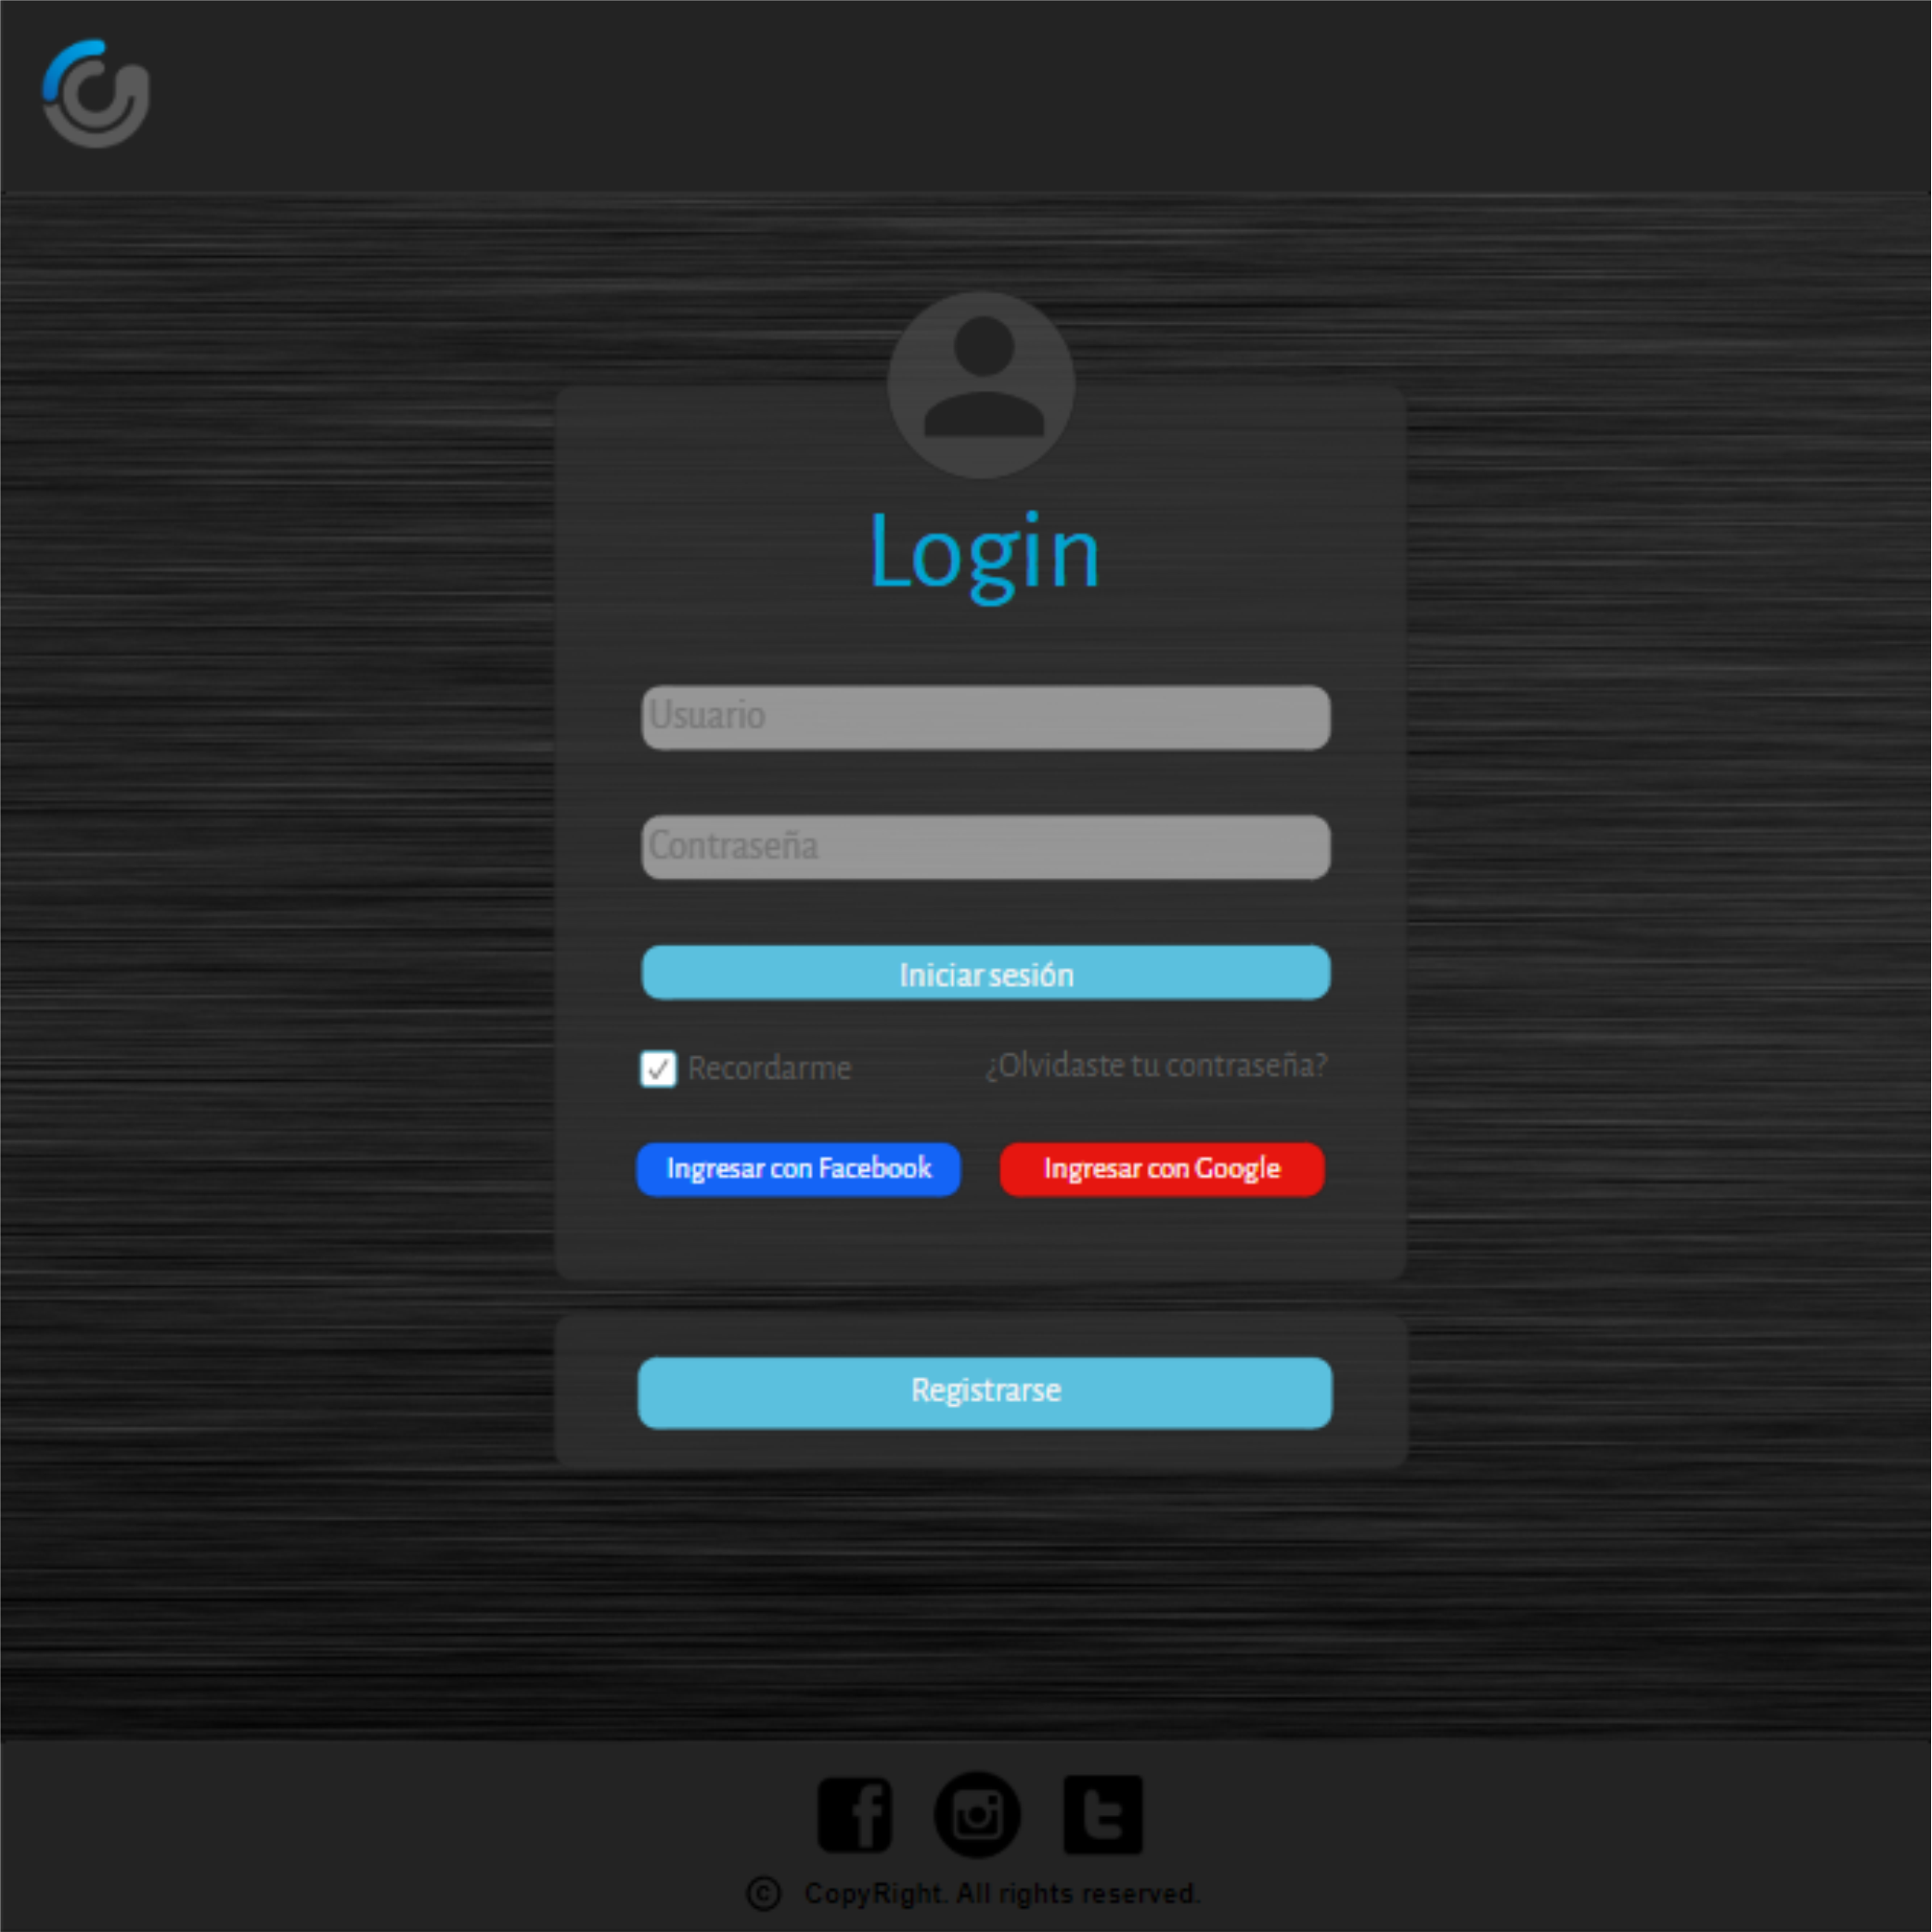 Login
Usuario
Contraseña
Iniciar sesión
Recordarme ¿Olvidaste tu contraseña?
Ingresar con Facebook Ingresar con Google
Registrarse
© CopyRight. All rights reserved.